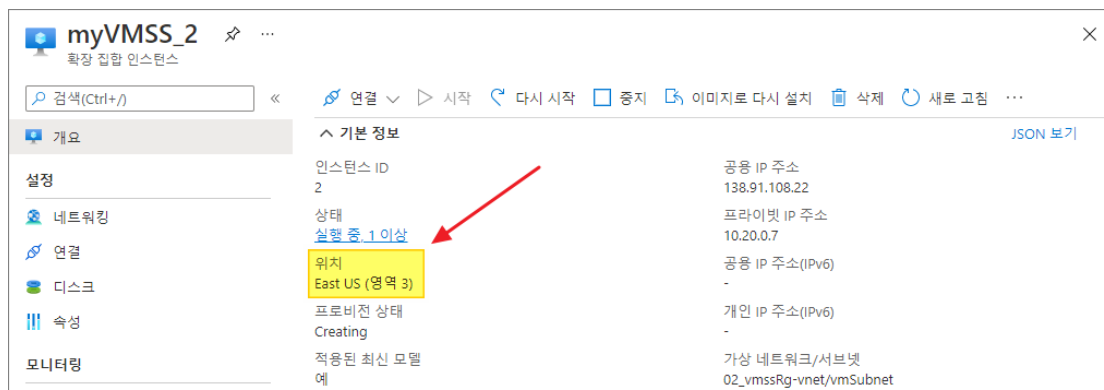 myVMSS_2
확장 집합 인스턴스
검색(Ctrl+/)
개요
설정
네트워킹
연결
디스크
속성
모니터링
연결 시작 다시 시작 중지 이미지로 다시 설치 삭제 새로 고침
기본 정보
JSON 보기
인스턴스 ID
2
상태
실행 중, 1 이상
위치
East US (영역 3)
프로비전 상태
Creating
적용된 최신 모델
예
공용 IP 주소
138.91.108.22
프라이빗 IP 주소
10.20.0.7
공용 IP 주소(IPv6)
-
개인 IP 주소(IPv6)
-
가상 네트워크/서브넷
02_vmssRg-vnet/vmSubnet